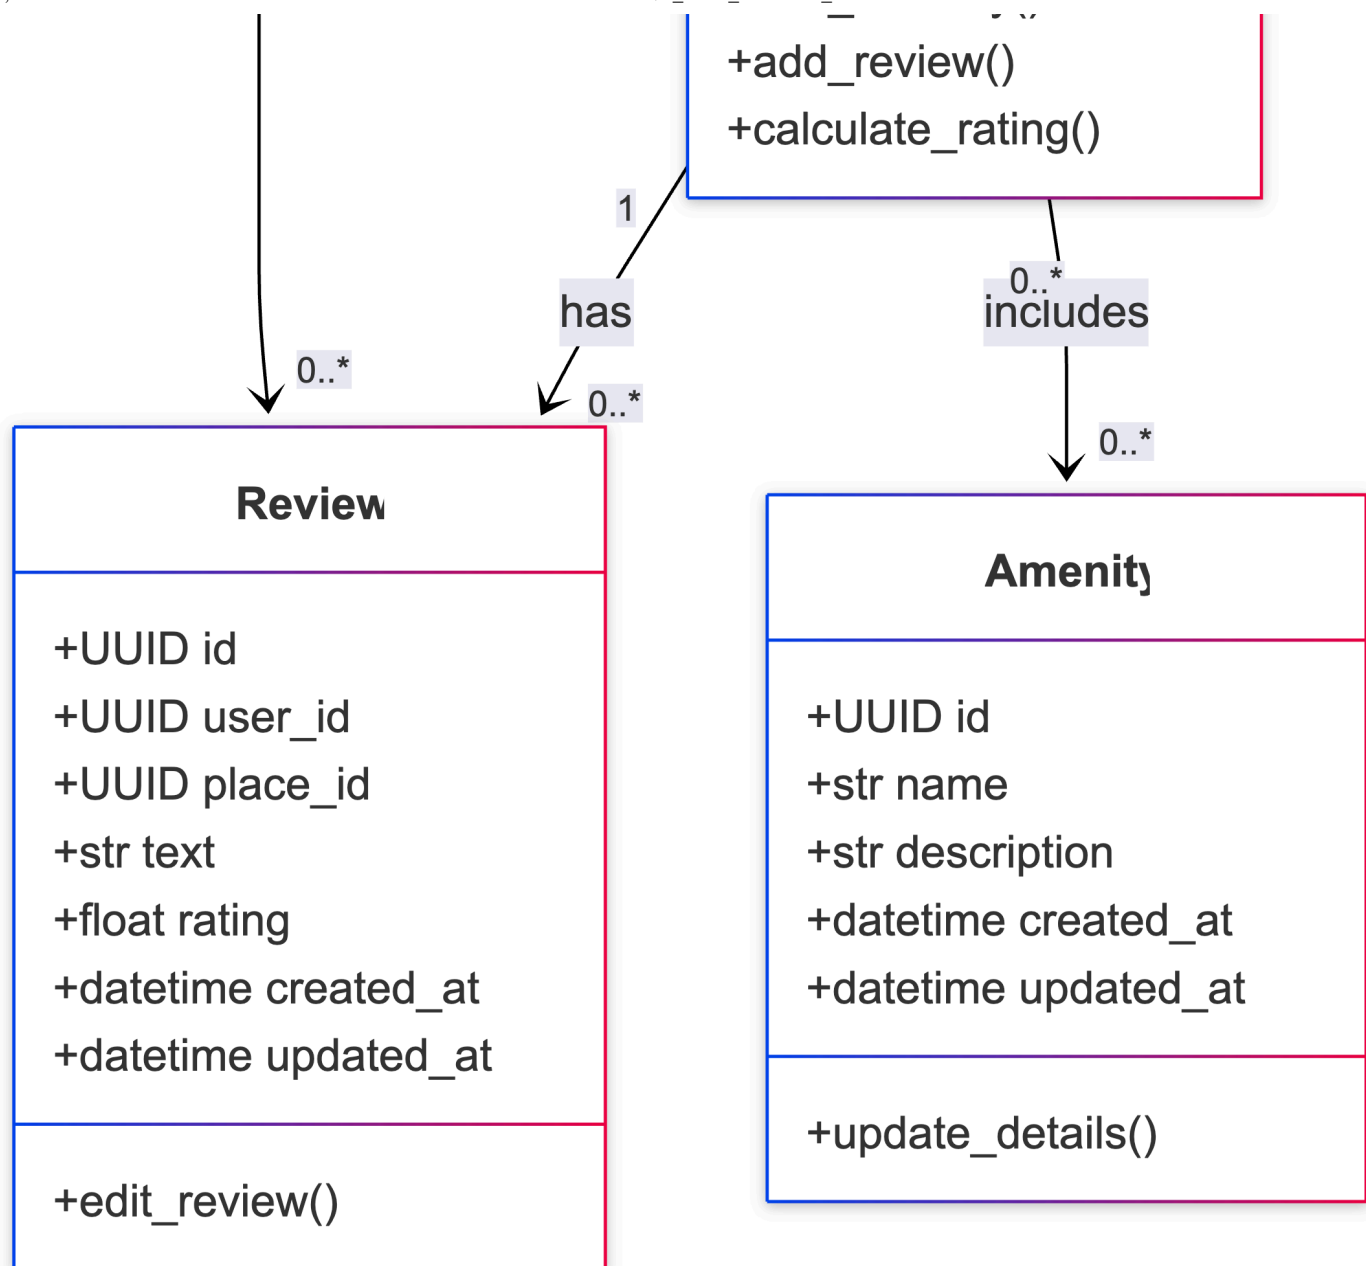 +add_review()
+calculate_rating()
1
has
0..*
0..*
includes
0..*
0..*
Review
+UUID id
+UUID user_id
+UUID place_id
+str text
+float rating
+datetime created_at
+datetime updated_at
+edit_review()
Amenity
+UUID id
+str name
+str description
+datetime created_at
+datetime updated_at
+update_details()